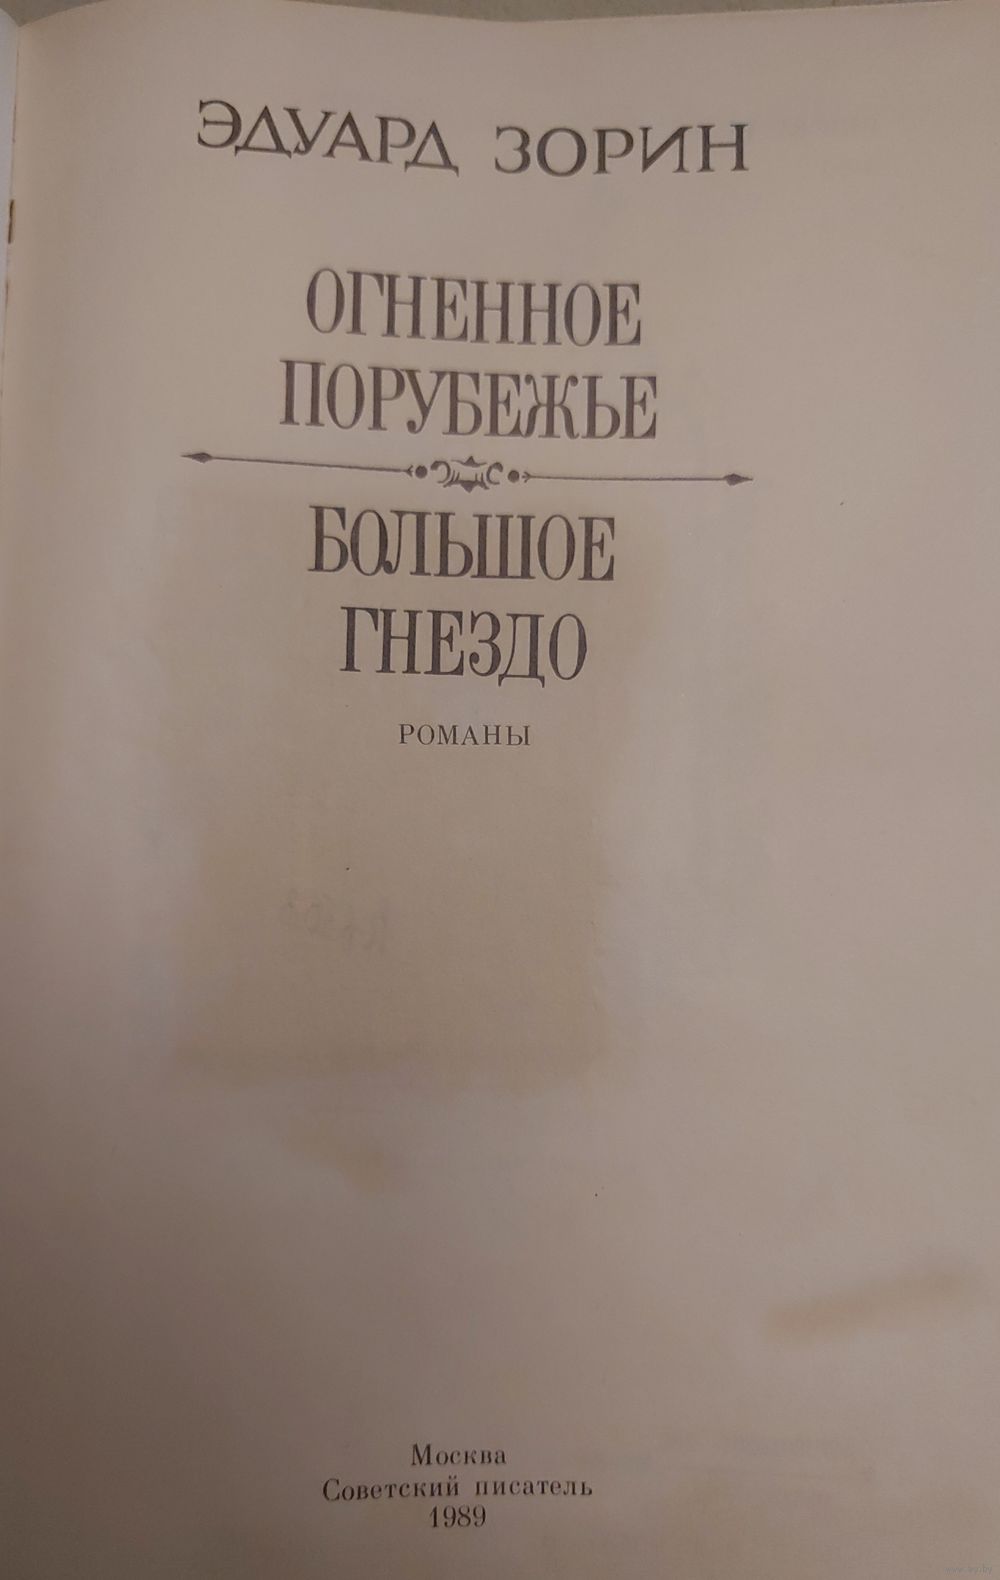 ЭДУАРД ЗОРИН
ОГНЕННОЕ
ПОРУБЕЖЬЕ
БОЛЬШОЕ
ГНЕЗДО
РОМАНЫ
Москва
Советский писатель
1989